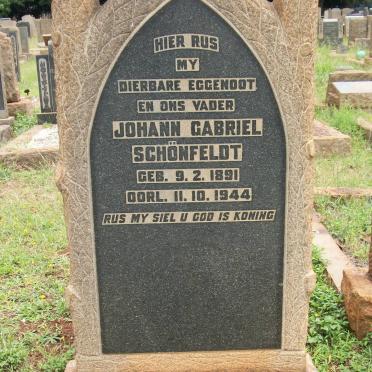 HIER RUS
MY
DIERBARE EGGENOOT
EN ONS VADER
JOHANN GABRIEL
SCHÖNFELDT
GEB. 9.2.1891
OORL. 11.10.1944
RUS MY SIEL U GOD IS KONING